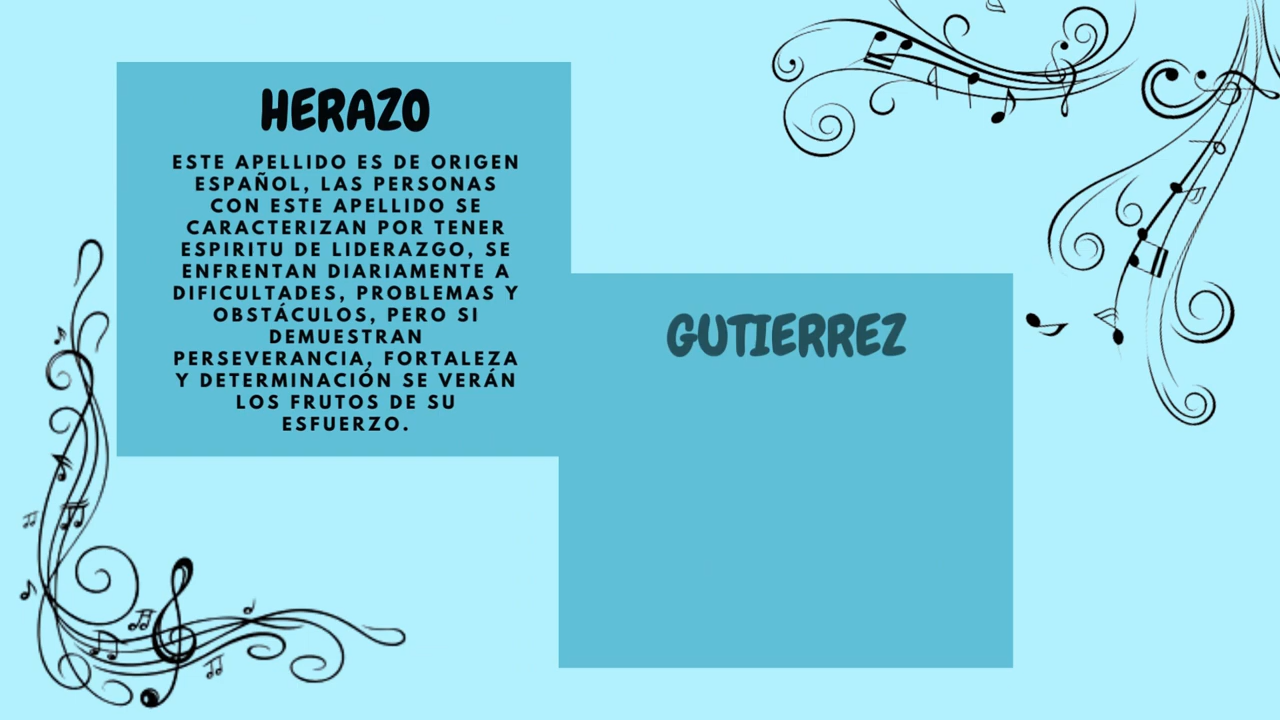 HERAZO
ESTE APELLIDO ES DE ORIGEN
ESPAÑOL, LAS PERSONAS
CON ESTE APELLIDO SE
CARACTERIZAN POR TENER
ESPIRITU DE LIDERAZGO, SE
ENFRENTAN DIARIAMENTE A
DIFICULTADES, PROBLEMAS Y
OBSTÁCULOS, PERO SI
DEMUESTRAN
PERSEVERANCIA, FORTALEZA
Y DETERMINACIÓN SE VERÁN
LOS FRUTOS DE SU
ESFUERZO.
GUTIERREZ